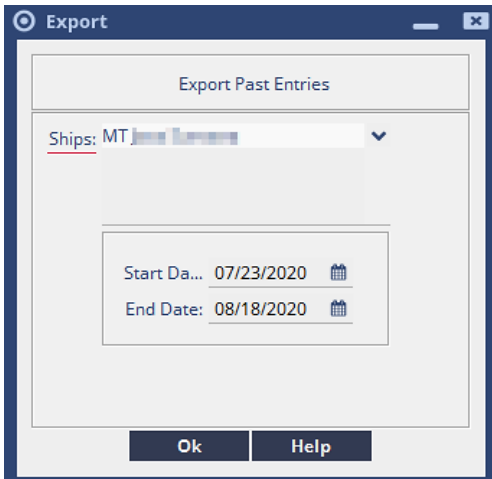 Export
Export Past Entries
Ships: MT
Start Da... 07/23/2020
End Date: 08/18/2020
Ok Help